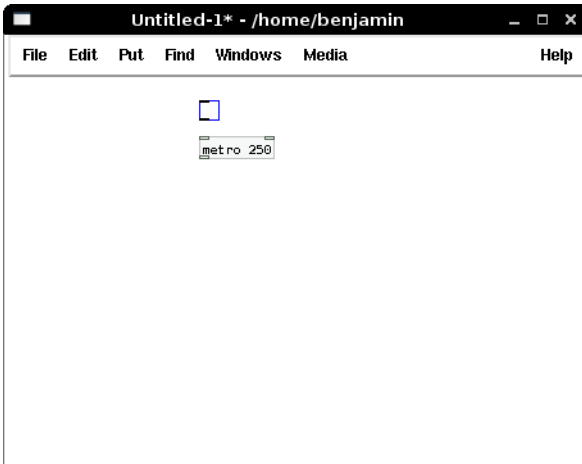 Untitled-1* - /home/benjamin
File Edit Put Find Windows Media Help
metro 250